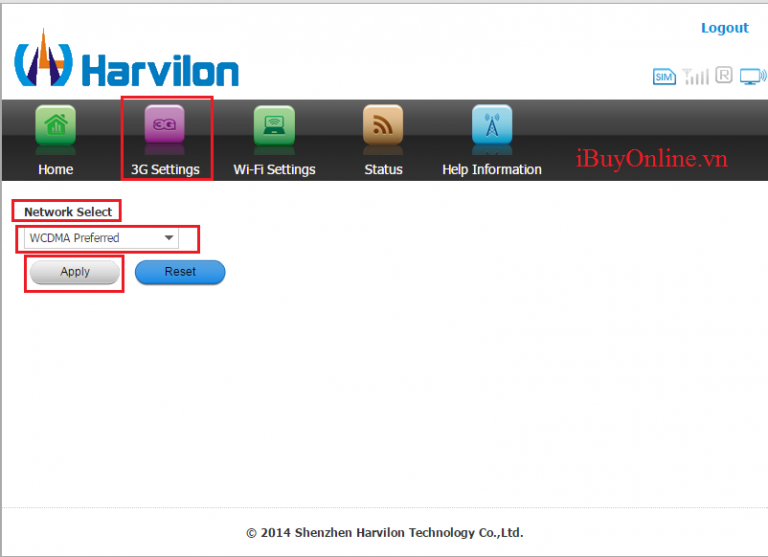 Logout
Harvilon
SIM
R
3G
Home
3G Settings
Wi-Fi Settings
Status
Help Information
iBuyOnline.vn
Network Select
WCDMA Preferred
Apply
Reset
© 2014 Shenzhen Harvilon Technology Co.,Ltd.